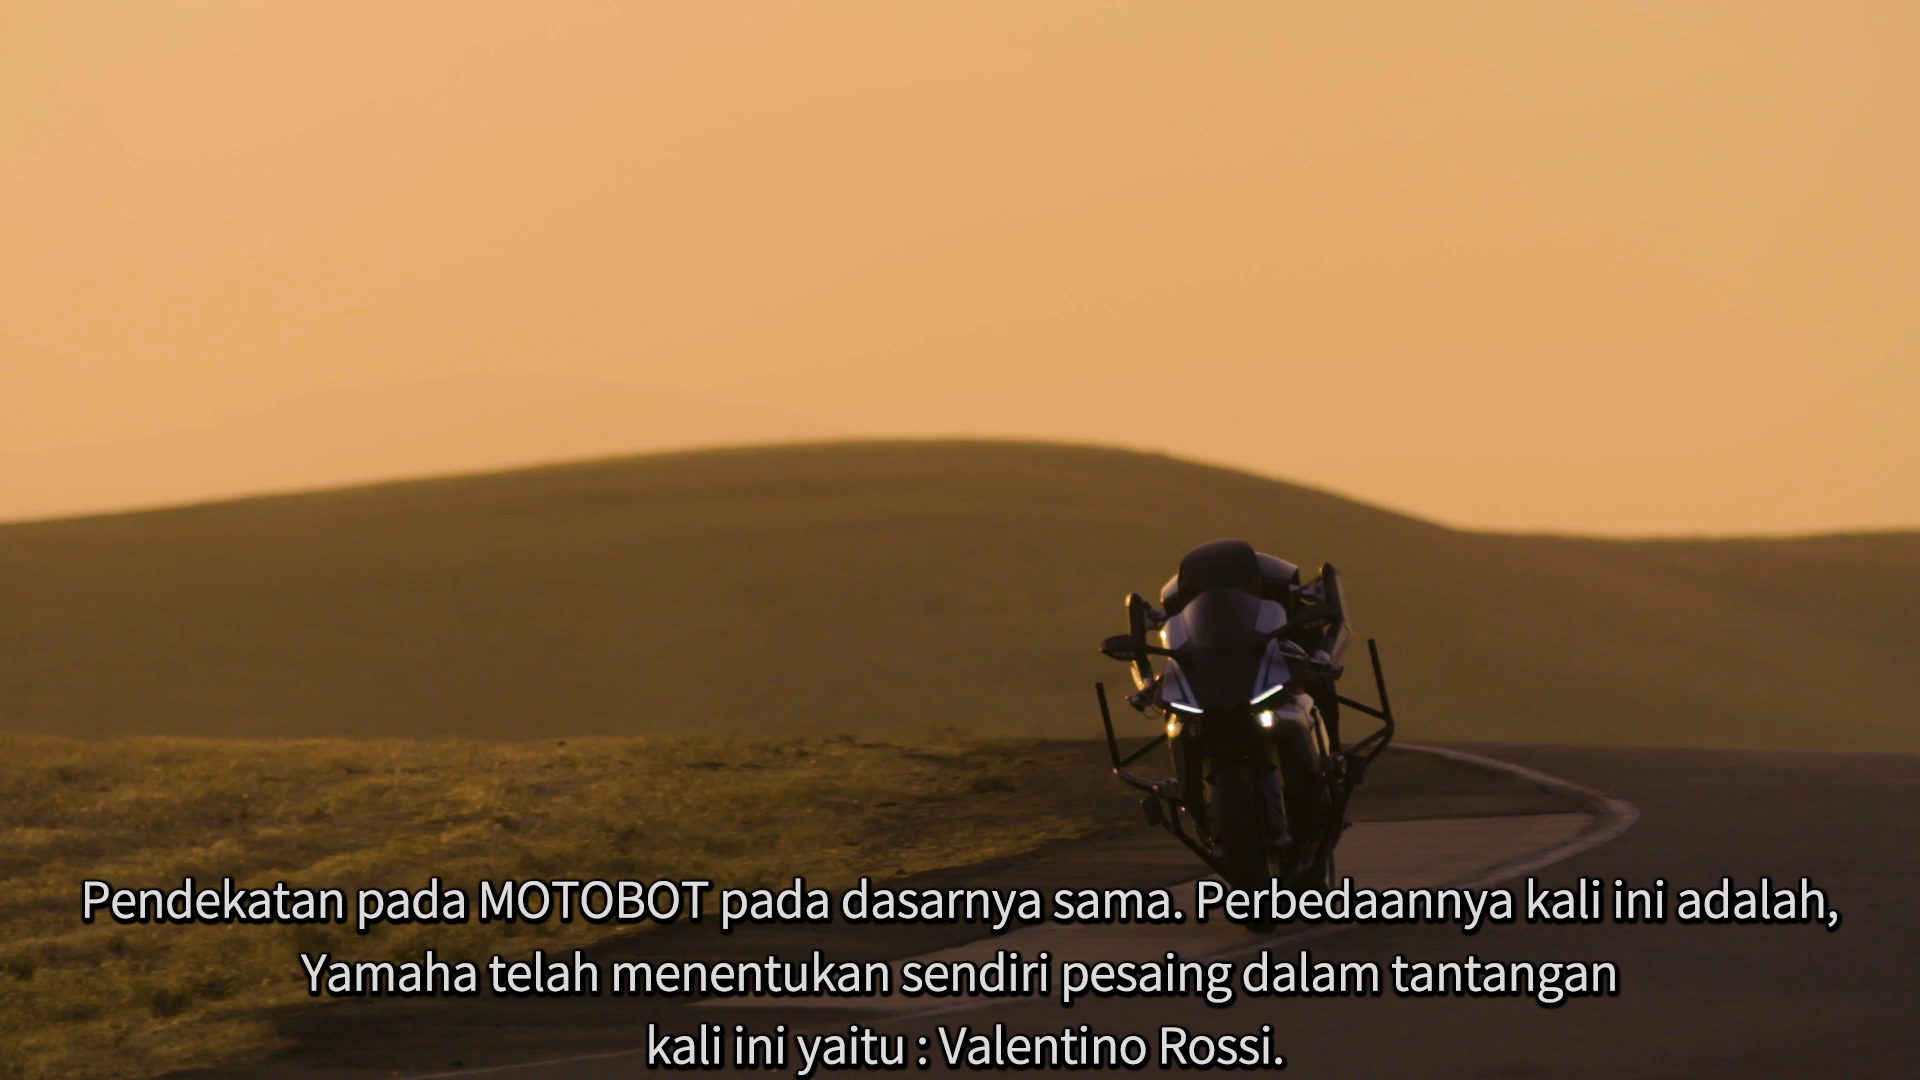 Pendekatan pada MOTOBOT pada dasarnya sama. Perbedaannya kali ini adalah,
Yamaha telah menentukan sendiri pesaing dalam tantangan
kali ini yaitu : Valentino Rossi.